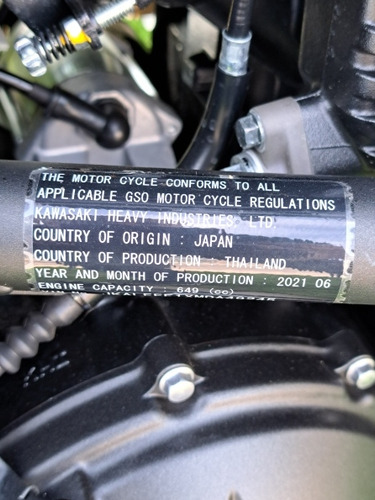 THE MOTOR CYCLE CONFORMS TO ALL
APPLICABLE GSO MOTOR CYCLE REGULATIONS
KAWASAKI HEAVY INDUSTRIES. LTD.
COUNTRY OF ORIGIN : JAPAN
COUNTRY OF PRODUCTION : THAILAND
YEAR AND MONTH OF PRODUCTION : 2021 06
ENGINE CAPACITY : 649 (cc)